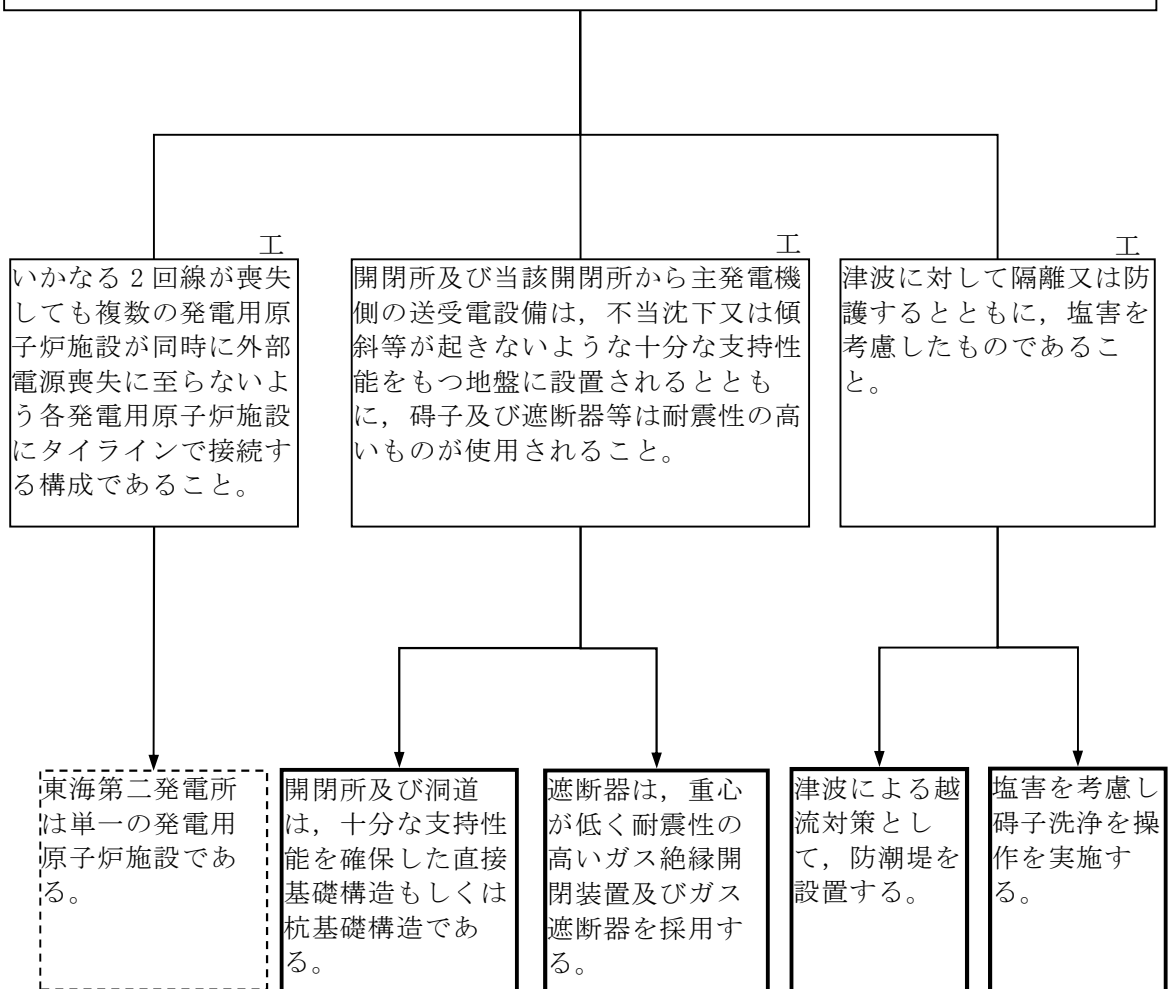 工
いかなる２回線が喪失
しても複数の発電用原
子炉施設が同時に外部
電源喪失に至らないよ
う各発電用原子炉施設
にタイラインで接続す
る構成であること。
工
開閉所及び当該開閉所から主発電機
側の送受電設備は，不当沈下又は傾
斜等が起きないような十分な支持性
能をもつ地盤に設置されるととも
に，碍子及び遮断器等は耐震性の高
いものが使用されること。
工
津波に対して隔離又は防
護するとともに，塩害を
考慮したものであるこ
と。
東海第二発電所
は単一の発電用
原子炉施設であ
る。
開閉所及び洞道
は，十分な支持性
能を確保した直接
基礎構造もしくは
杭基礎構造であ
る。
遮断器は，重心
が低く耐震性の
高いガス絶縁開
閉装置及びガス
遮断器を採用す
る。
津波による越
流対策とし
て，防潮堤を
設置する。
塩害を考慮し
碍子洗浄を操
作を実施す
る。